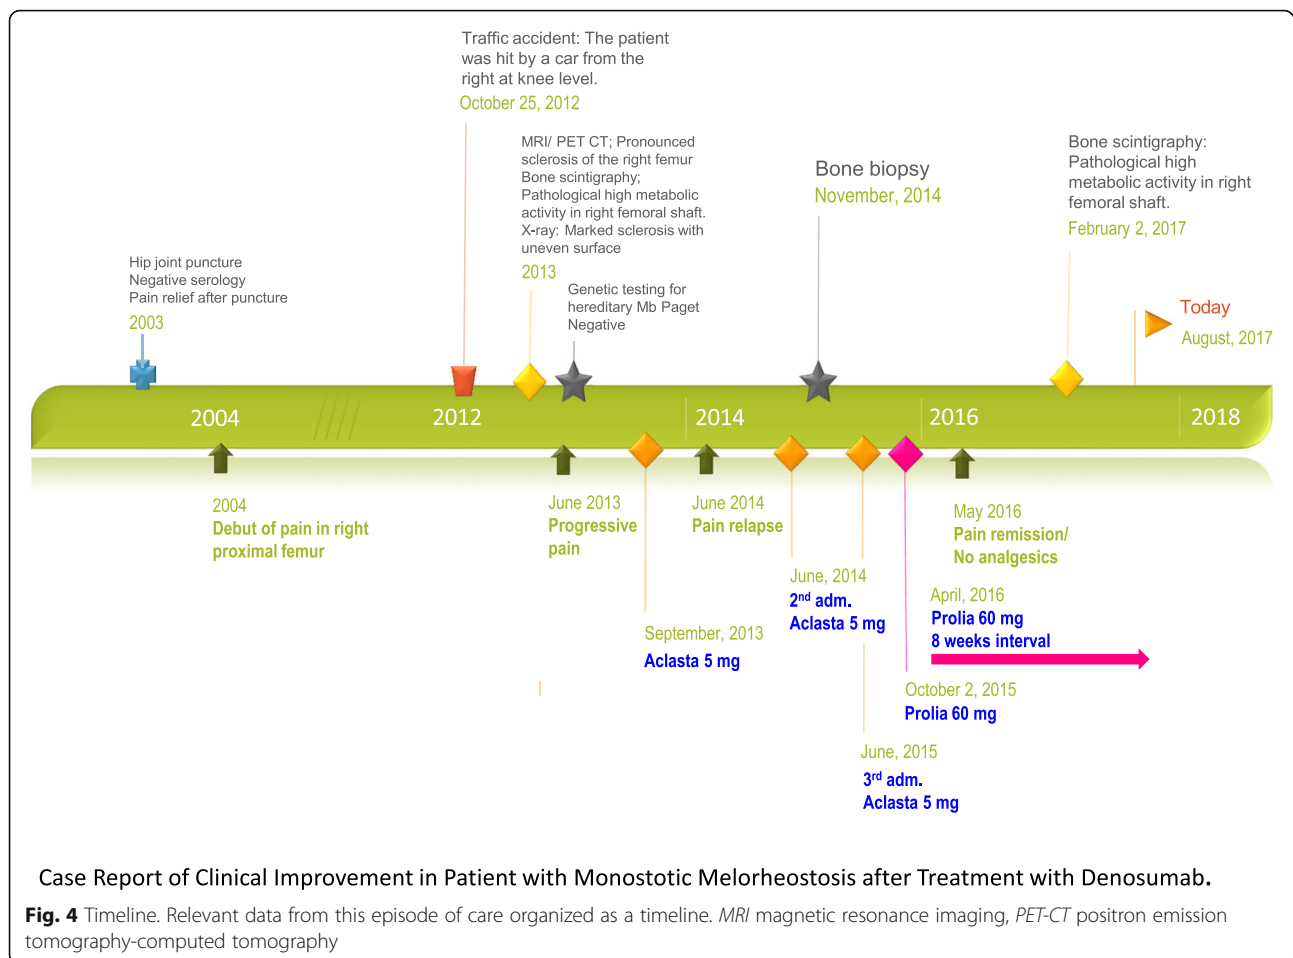 Traffic accident: The patient
was hit by a car from the
right at knee level.
October 25, 2012
MRI/ PET CT; Pronounced
sclerosis of the right femur
Bone scintigraphy;
Pathological high metabolic
activity in right femoral shaft.
X-ray: Marked sclerosis with
uneven surface
2013
Bone biopsy
November, 2014
Bone scintigraphy:
Pathological high
metabolic activity in right
femoral shaft.
February 2, 2017
Hip joint puncture
Negative serology
Pain relief after puncture
2003
Genetic testing for
hereditary Mb Paget
Negative
Today
August, 2017
2004
2012
2014
2016
2018
2004
Debut of pain in right
proximal femur
June 2013
Progressive
pain
June 2014
Pain relapse
May 2016
Pain remission/
No analgesics
June, 2014
2nd adm.
Aclasta 5 mg
April, 2016
Prolia 60 mg
8 weeks interval
September, 2013
Aclasta 5 mg
October 2, 2015
Prolia 60 mg
June, 2015
3rd adm.
Aclasta 5 mg
Case Report of Clinical Improvement in Patient with Monostotic Melorheostosis after Treatment with Denosumab.
Fig. 4 Timeline. Relevant data from this episode of care organized as a timeline. MRI magnetic resonance imaging, PET-CT positron emission
tomography-computed tomography